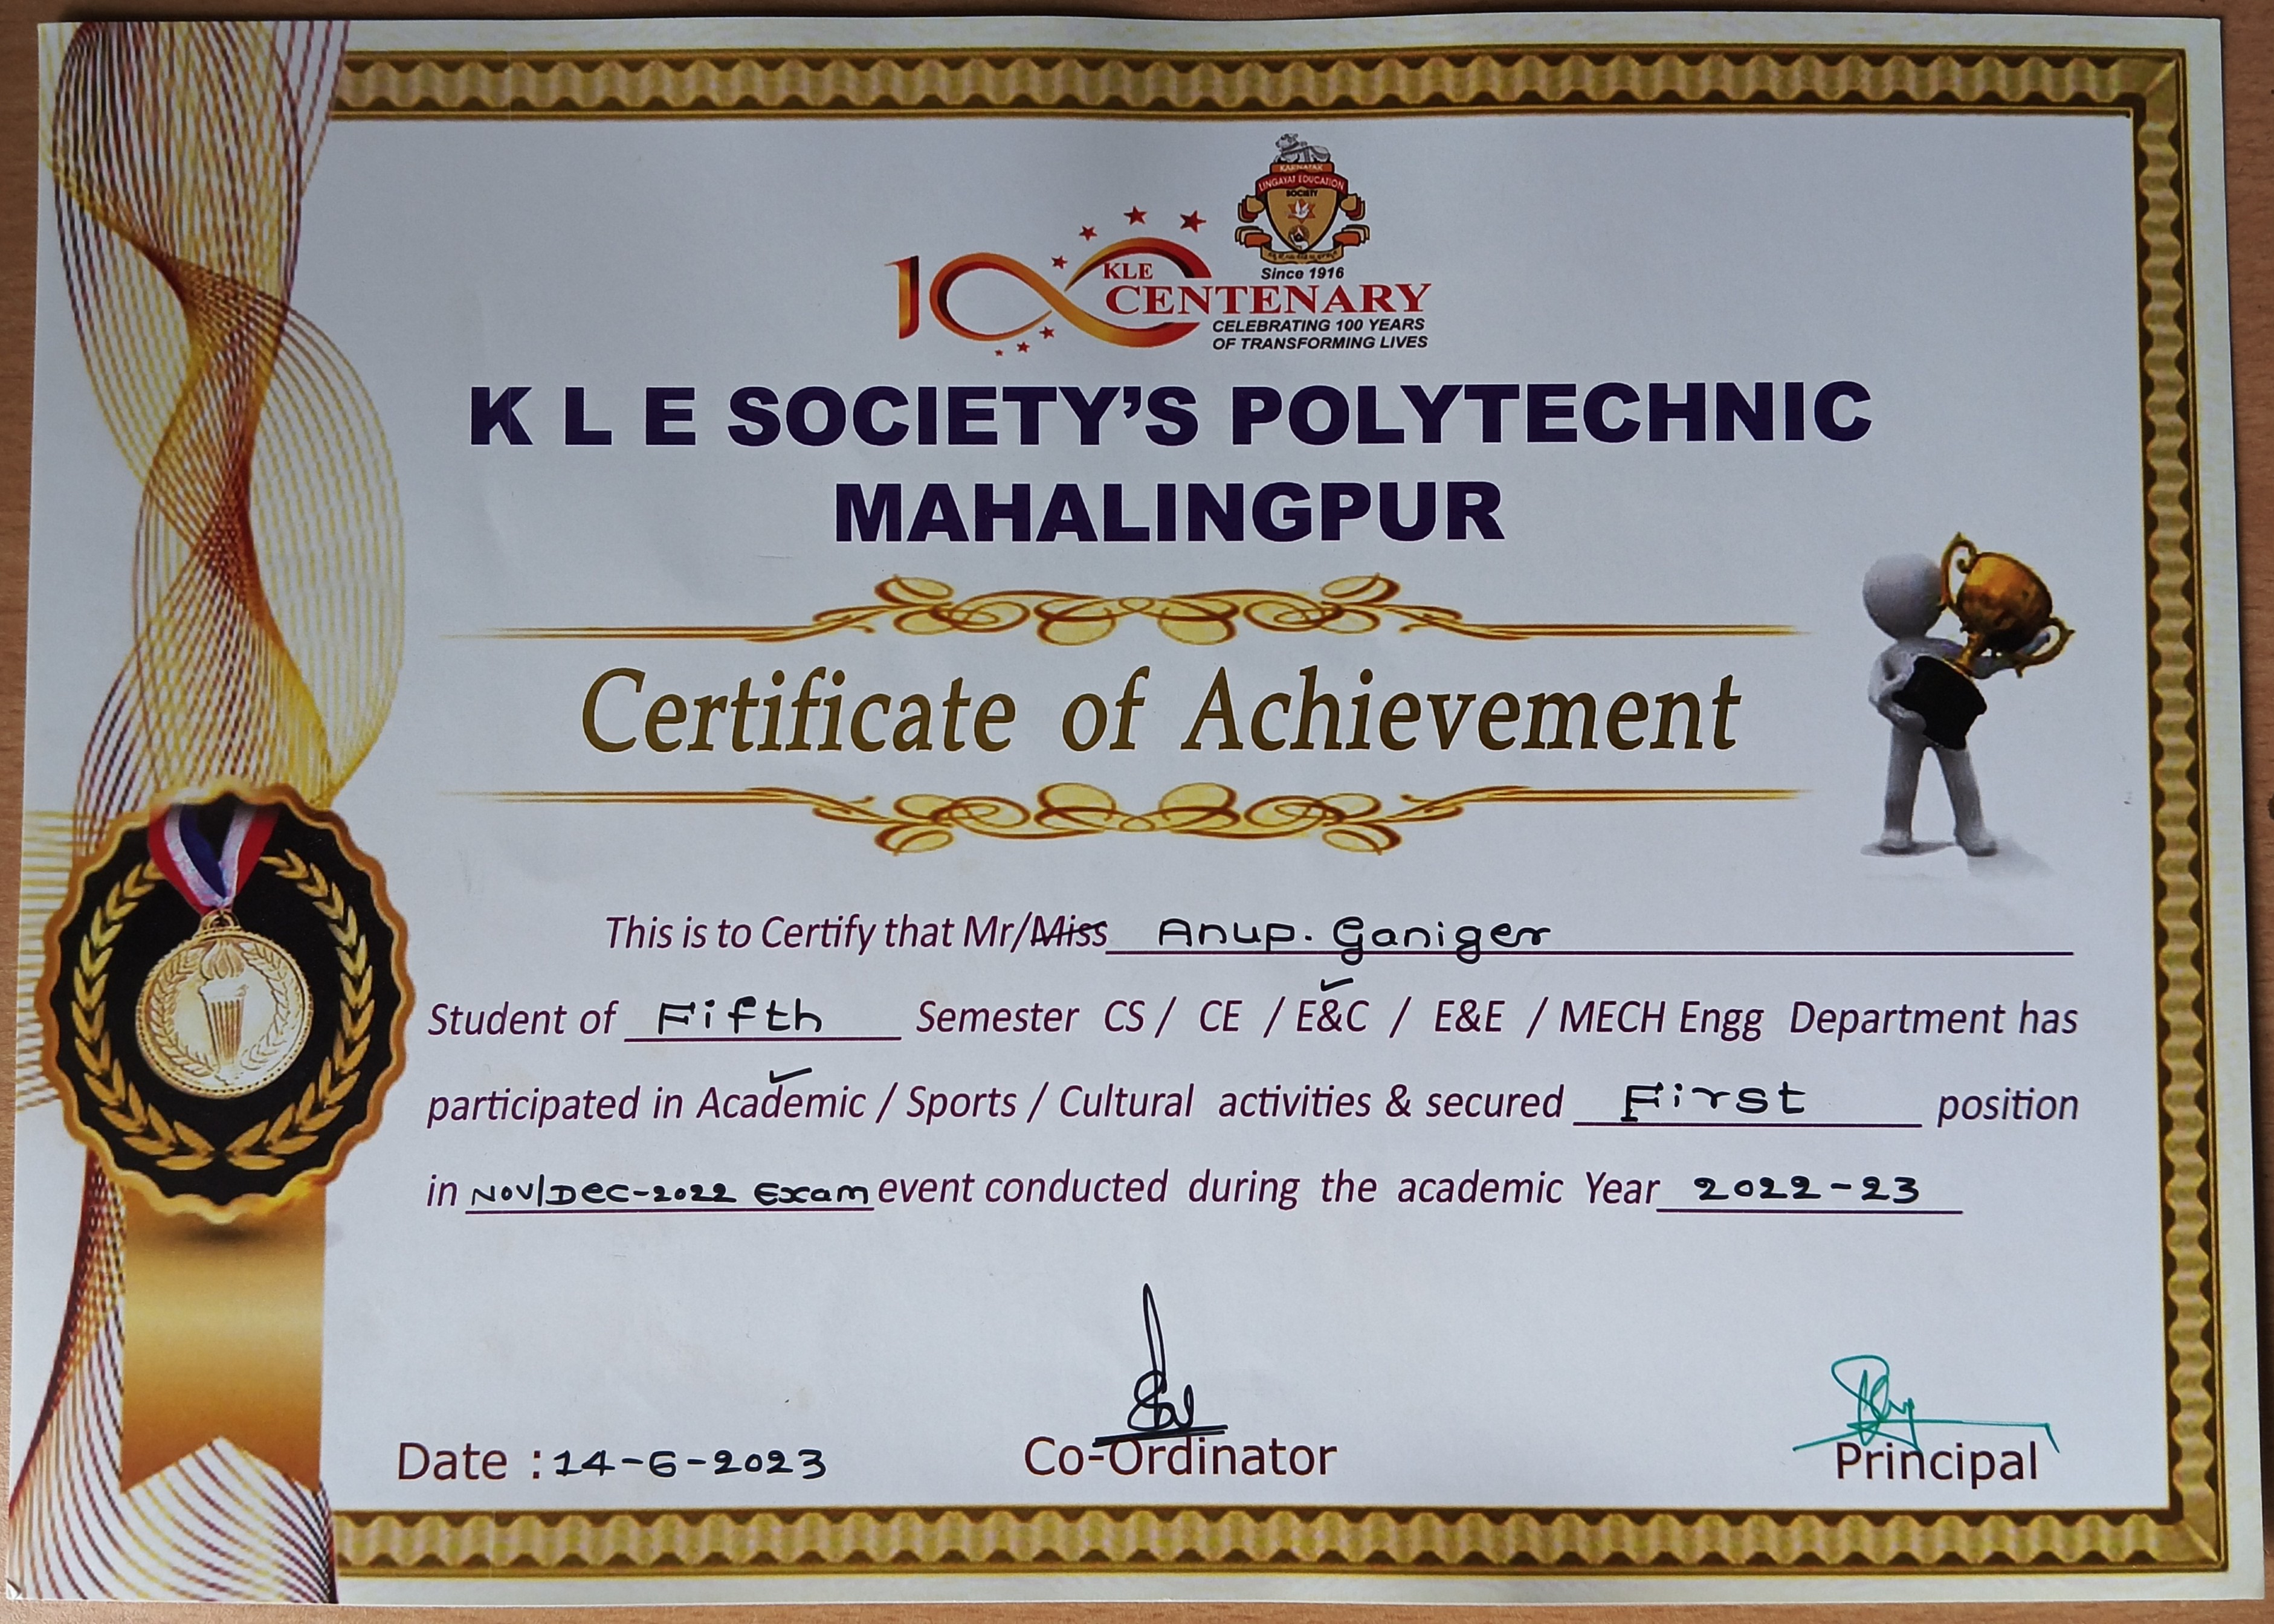 KARNATAK
LINGAYAT EDUCATION
SOCIETY
Since 1916
100
KLE
CENTENARY
CELEBRATING 100 YEARS
OF TRANSFORMING LIVES
K L E SOCIETY'S POLYTECHNIC
MAHALINGPUR
Certificate of Achievement
This is to Certify that Mr/Miss Anup. Ganiger
Student of Fifth Semester CS / CE / E&C / E&E / MECH Engg Department has
participated in Academic / Sports / Cultural activities & secured First position
in Nov/Dec-2022 Exam event conducted during the academic Year 2022-23
Date : 14-6-2023
Co-Ordinator
Principal